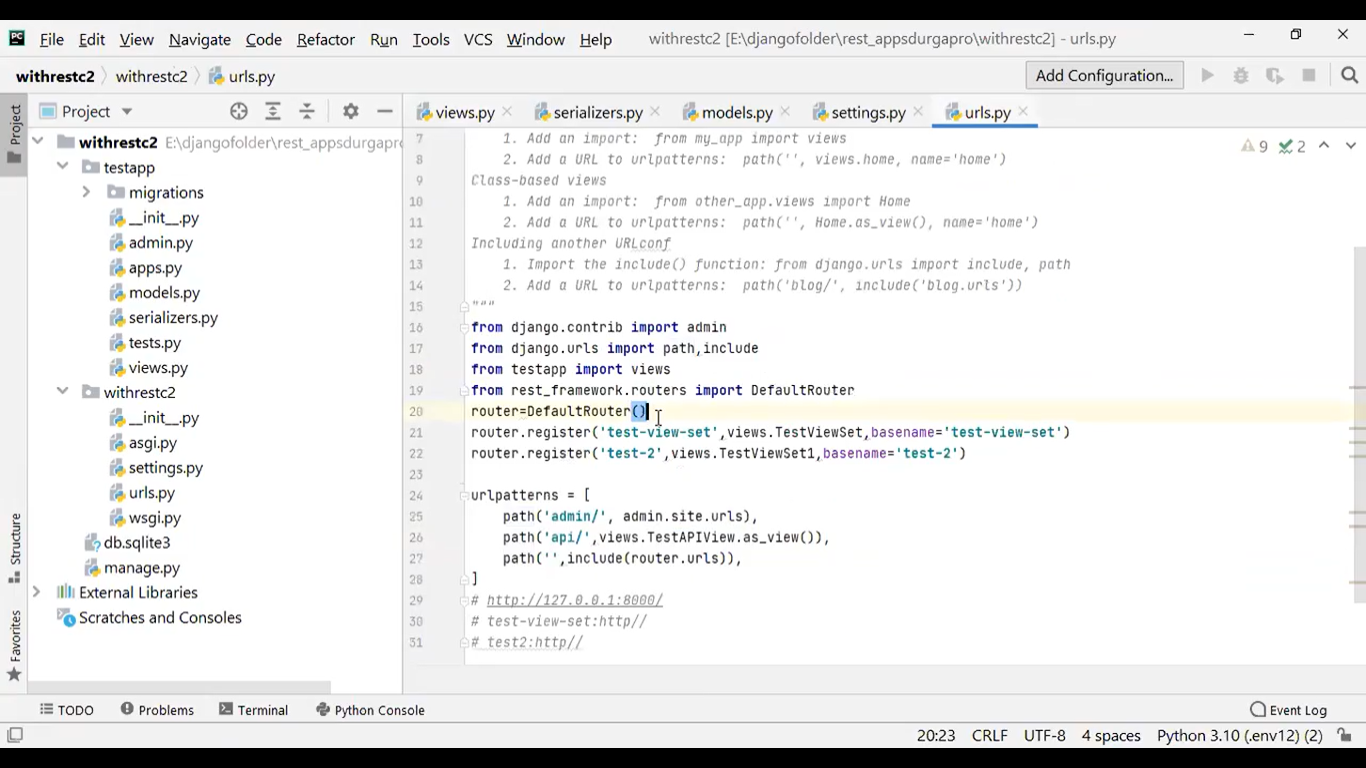 PC File Edit View Navigate Code Refactor Run Tools VCS Window Help withrestc2 [E:\djangofolder\rest_appsdurgapro\withrestc2] - urls.py
withrestc2 withrestc2 urls.py Add Configuration...
Project
Project
views.py serializers.py models.py settings.py urls.py
withrestc2 E:\djangofolder\rest_appsdurgapro
testapp
migrations
__init__.py
admin.py
apps.py
models.py
serializers.py
tests.py
views.py
withrestc2
__init__.py
asgi.py
settings.py
urls.py
wsgi.py
db.sqlite3
manage.py
External Libraries
Scratches and Consoles
Structure
Favorites
9 2
7 1. Add an import:  from my_app import views
8 2. Add a URL to urlpatterns:  path('', views.home, name='home')
9 Class-based views
10 1. Add an import:  from other_app.views import Home
11 2. Add a URL to urlpatterns:  path('', Home.as_view(), name='home')
12 Including another URLconf
13 1. Import the include() function: from django.urls import include, path
14 2. Add a URL to urlpatterns:  path('blog/', include('blog.urls'))
15 """
16 from django.contrib import admin
17 from django.urls import path,include
18 from testapp import views
19 from rest_framework.routers import DefaultRouter
20 router=DefaultRouter()
21 router.register('test-view-set',views.TestViewSet,basename='test-view-set')
22 router.register('test-2',views.TestViewSet1,basename='test-2')
23
24 urlpatterns = [
25 path('admin/', admin.site.urls),
26 path('api/',views.TestAPIView.as_view()),
27 path('',include(router.urls)),
28 ]
29 # http://127.0.0.1:8000/
30 # test-view-set:http//
31 # test2:http//
TODO Problems Terminal Python Console Event Log
20:23 CRLF UTF-8 4 spaces Python 3.10 (.env12) (2)